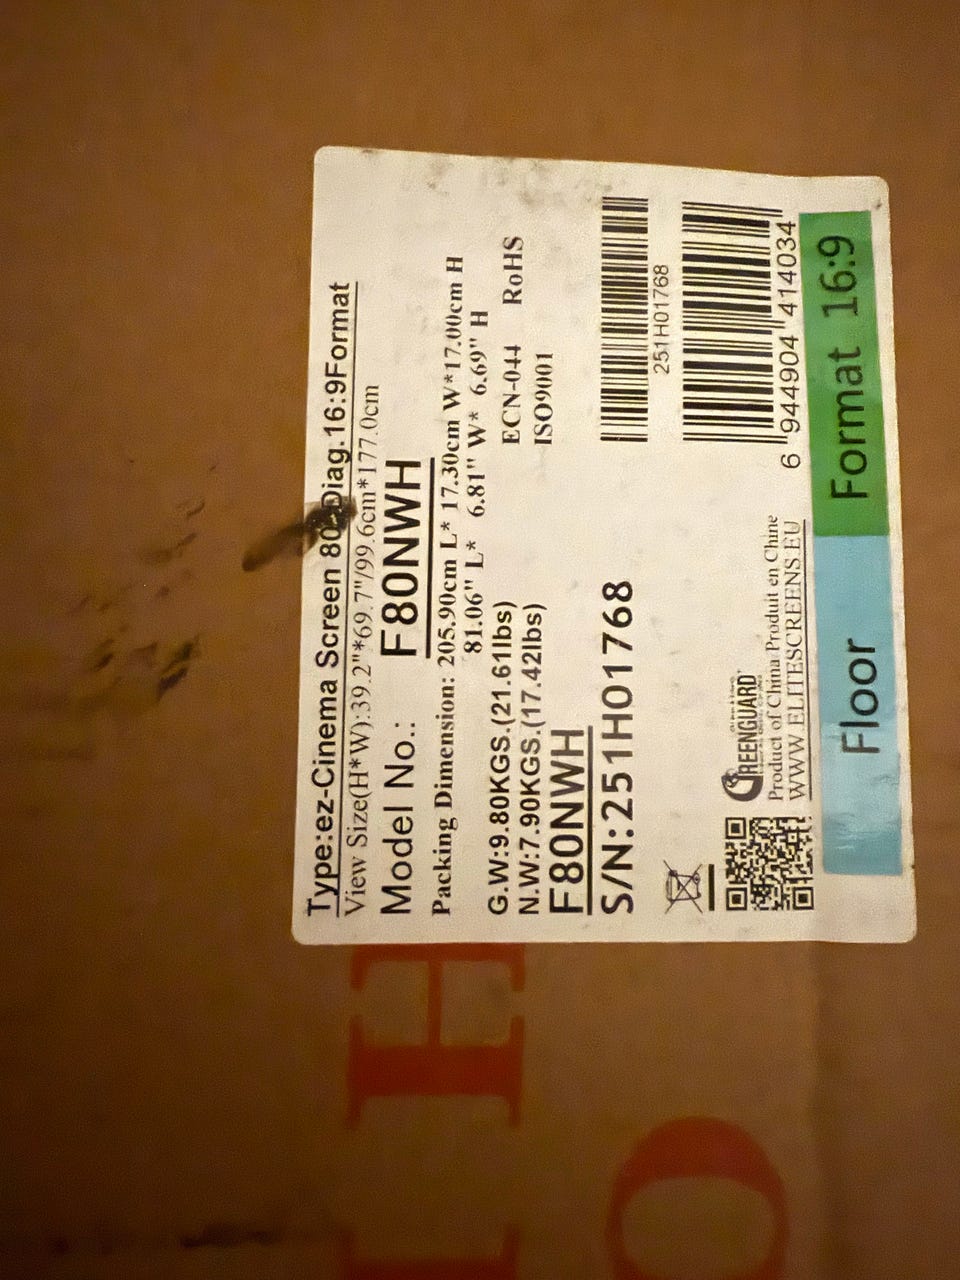 Type:ez-Cinema Screen 80" Diag.16:9Format
View Size(H*W):39.2"*69.7"/99.6cm*177.0cm
Model No.: F80NWH
Packing Dimension: 205.90cm L* 17.30cm W*17.00cm H
81.06" L* 6.81" W* 6.69" H
G.W:9.80KGS.(21.61lbs)
N.W:7.90KGS.(17.42lbs)
ECN-044 RoHS
ISO9001
F80NWH
S/N:251H01768
251H01768
GREENGUARD
Product of China Produit en Chine
WWW.ELITESCREENS.EU
6 944904 414034
Floor
Format 16:9
H
O